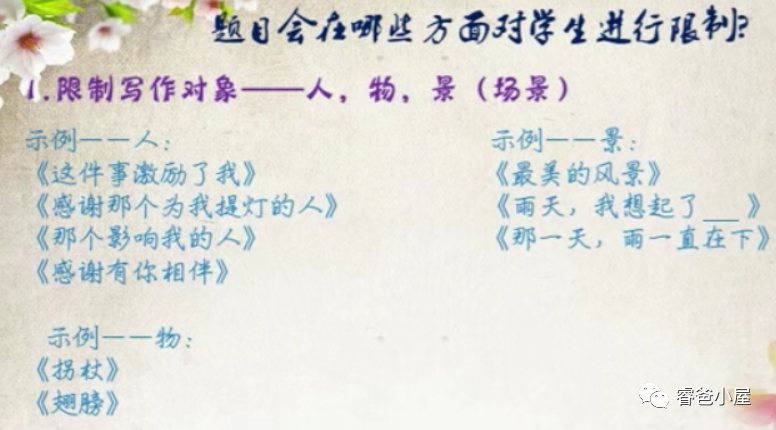 题目会在哪些方面对学生进行限制?
1.限制写作对象——人，物，景（场景）
示例——人：
《这件事激励了我》
《感谢那个为我提灯的人》
《那个影响我的人》
《感谢有你相伴》
示例——景：
《最美的风景》
《雨天，我想起了___》
《那一天，雨一直在下》
示例——物：
《拐杖》
《翅膀》
睿爸小屋